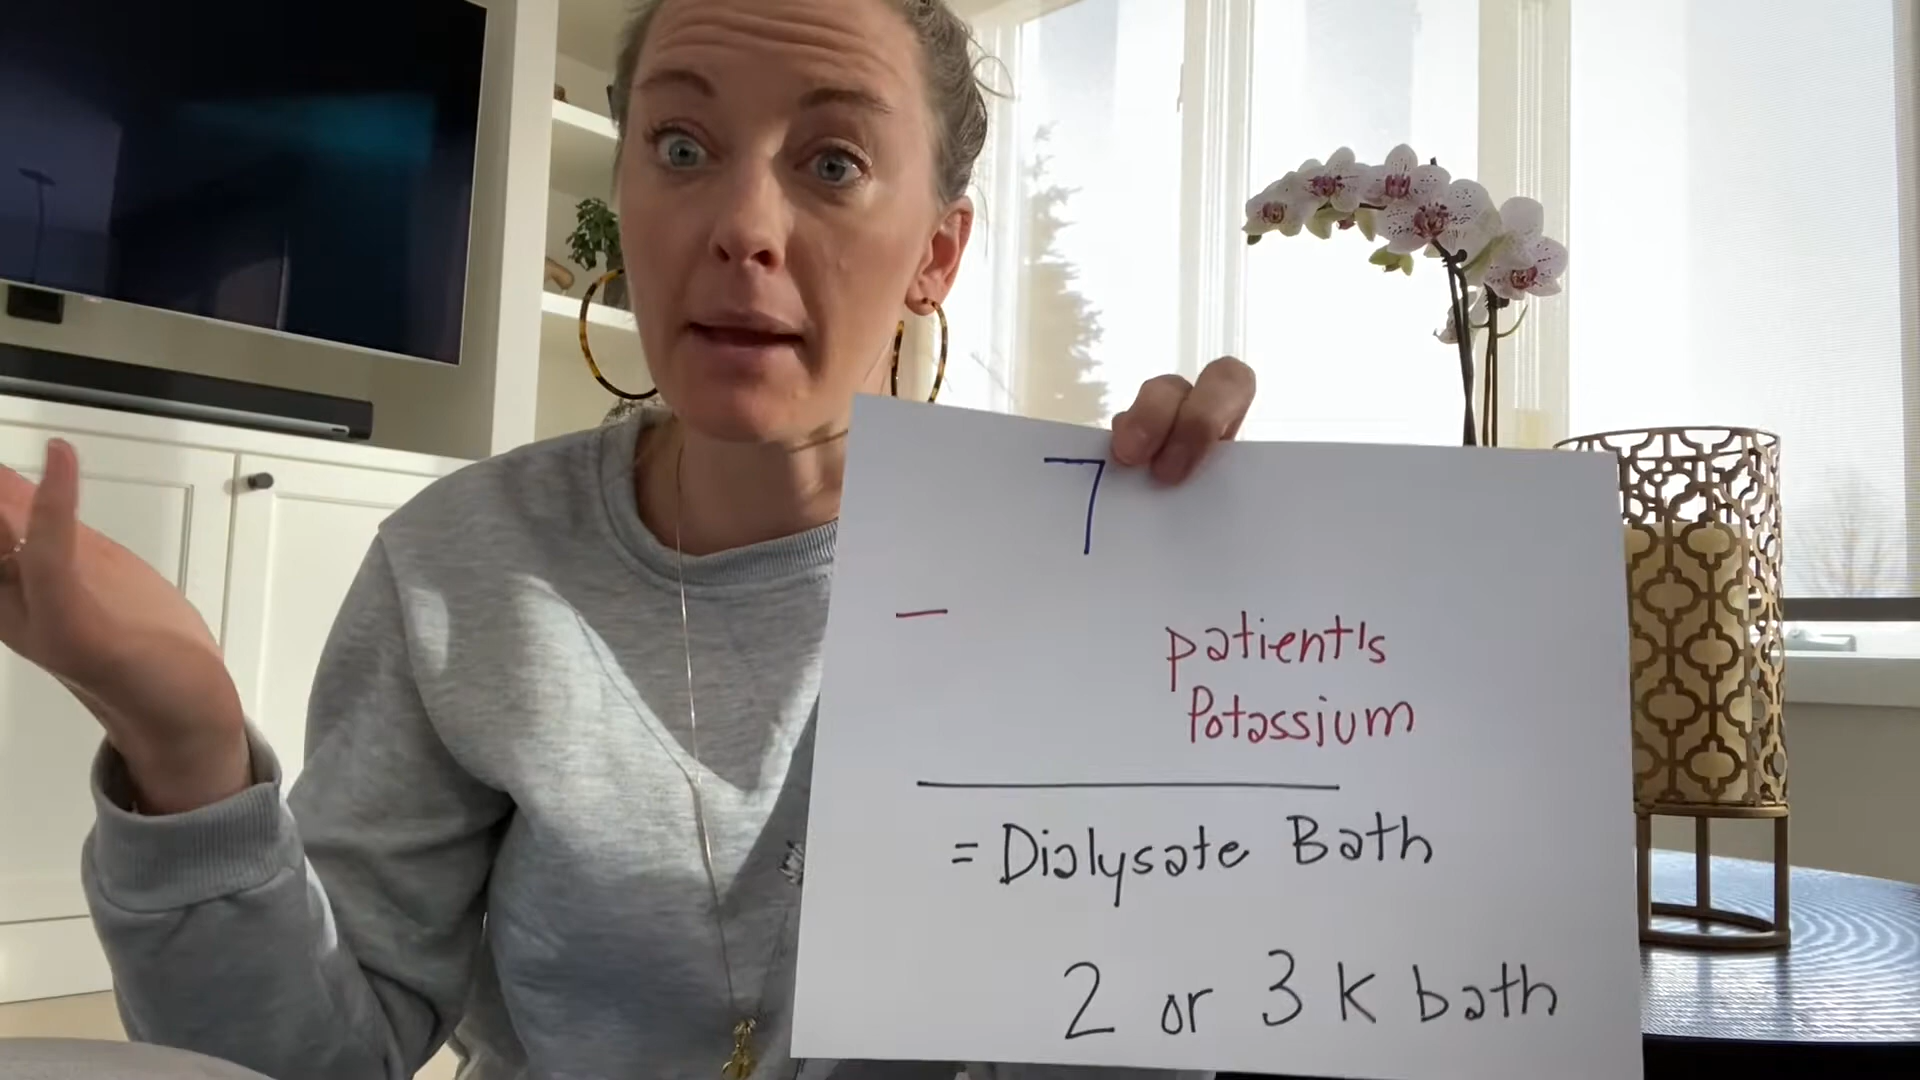 7
– patient's
Potassium
= Dialysate Bath
2 or 3 K bath